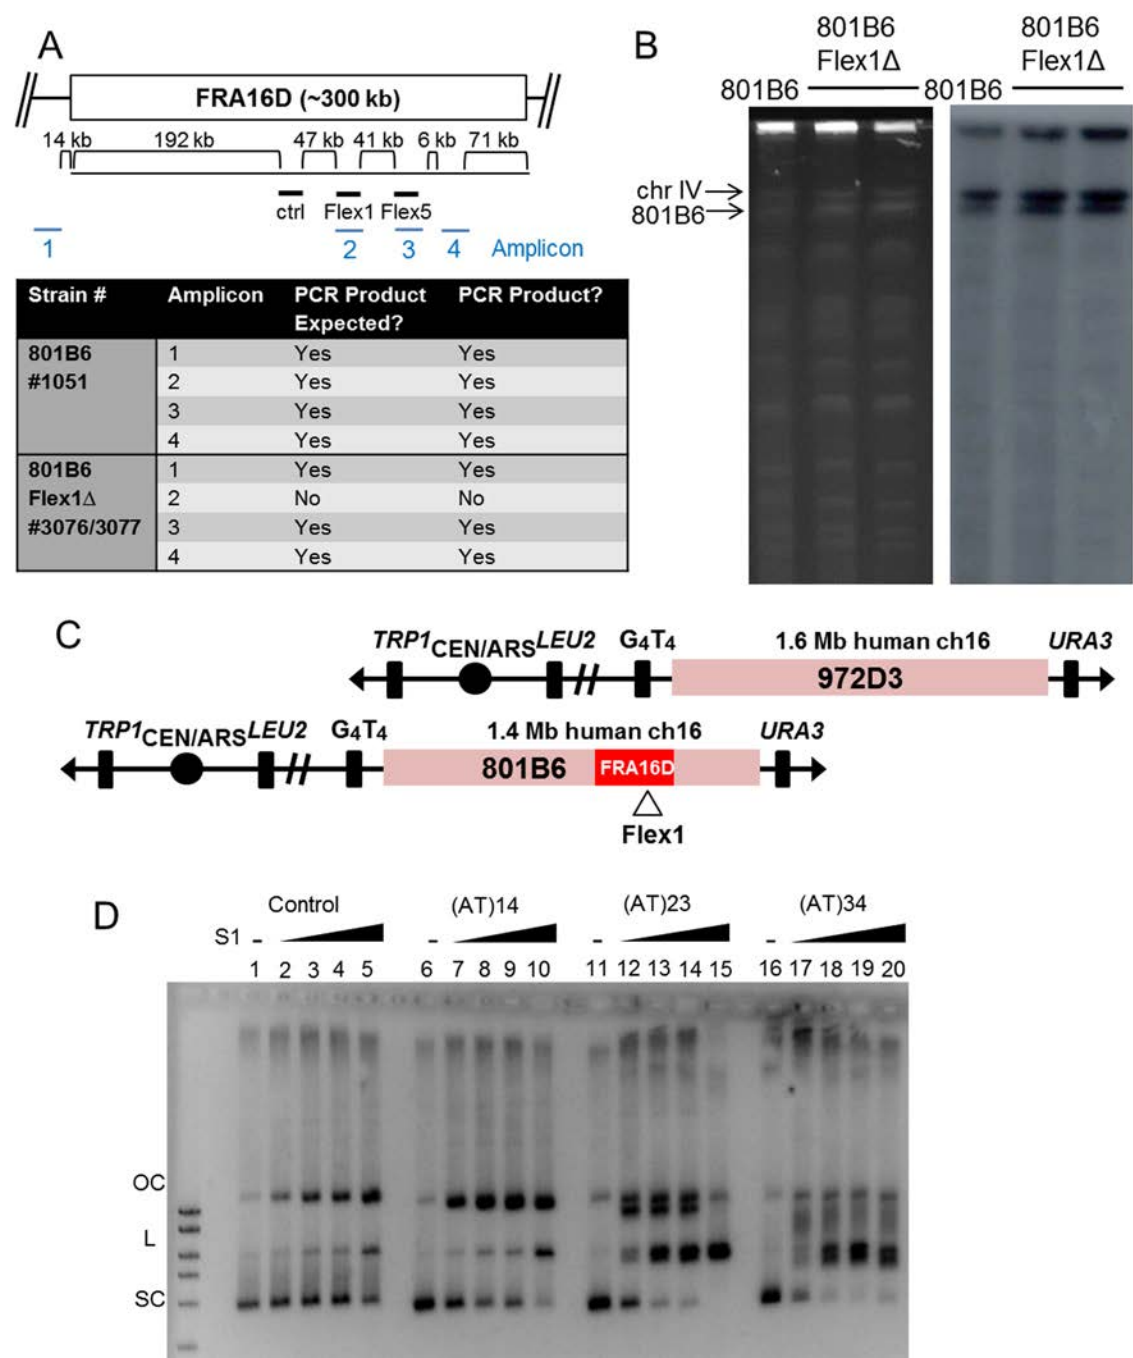 A
FRA16D (~300 kb)
14 kb 192 kb 47 kb 41 kb 6 kb 71 kb
ctrl Flex1 Flex5
1 2 3 4 Amplicon
Strain # Amplicon PCR Product Expected? PCR Product?
801B6 #1051
1 Yes Yes
2 Yes Yes
3 Yes Yes
4 Yes Yes
801B6 Flex1Δ #3076/3077
1 Yes Yes
2 No No
3 Yes Yes
4 Yes Yes
B
801B6 Flex1Δ 801B6 Flex1Δ
801B6 801B6
chr IV
801B6
C
TRP1 CEN/ARS LEU2 G4T4 1.6 Mb human ch16 URA3
972D3
TRP1 CEN/ARS LEU2 G4T4 1.4 Mb human ch16 URA3
801B6 FRA16D
Flex1
D
Control (AT)14 (AT)23 (AT)34
S1 - - - -
1 2 3 4 5 6 7 8 9 10 11 12 13 14 15 16 17 18 19 20
OC
L
SC